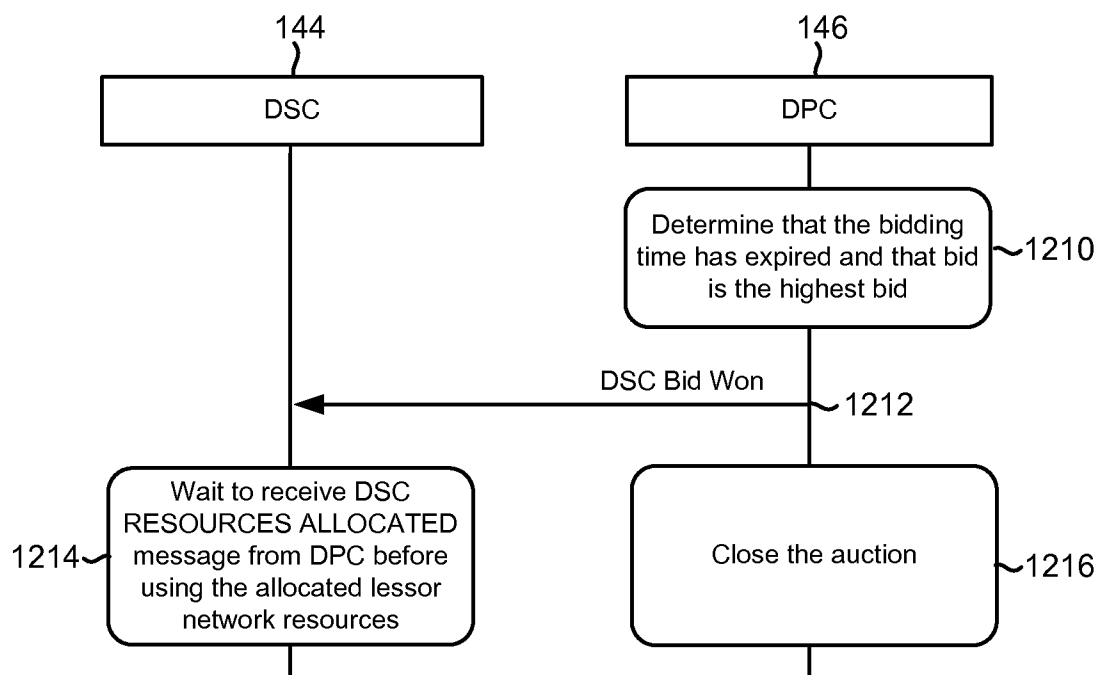 144
146
DSC
DPC
Determine that the bidding
time has expired and that bid
is the highest bid
1210
DSC Bid Won
1212
Wait to receive DSC
RESOURCES ALLOCATED
message from DPC before
using the allocated lessor
network resources
1214
Close the auction
1216